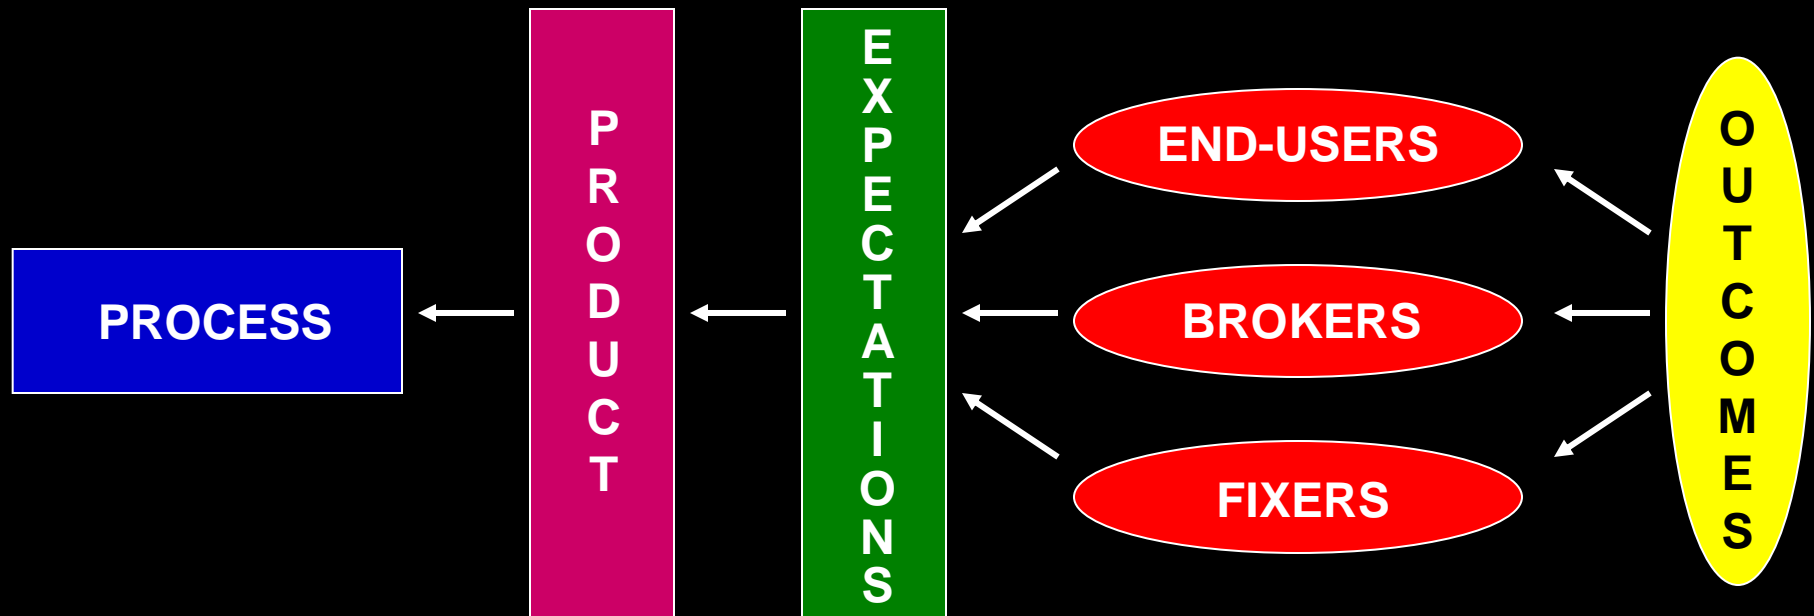 PROCESS
PRODUCT
EXPECTATIONS
END-USERS
BROKERS
FIXERS
OUTCOMES